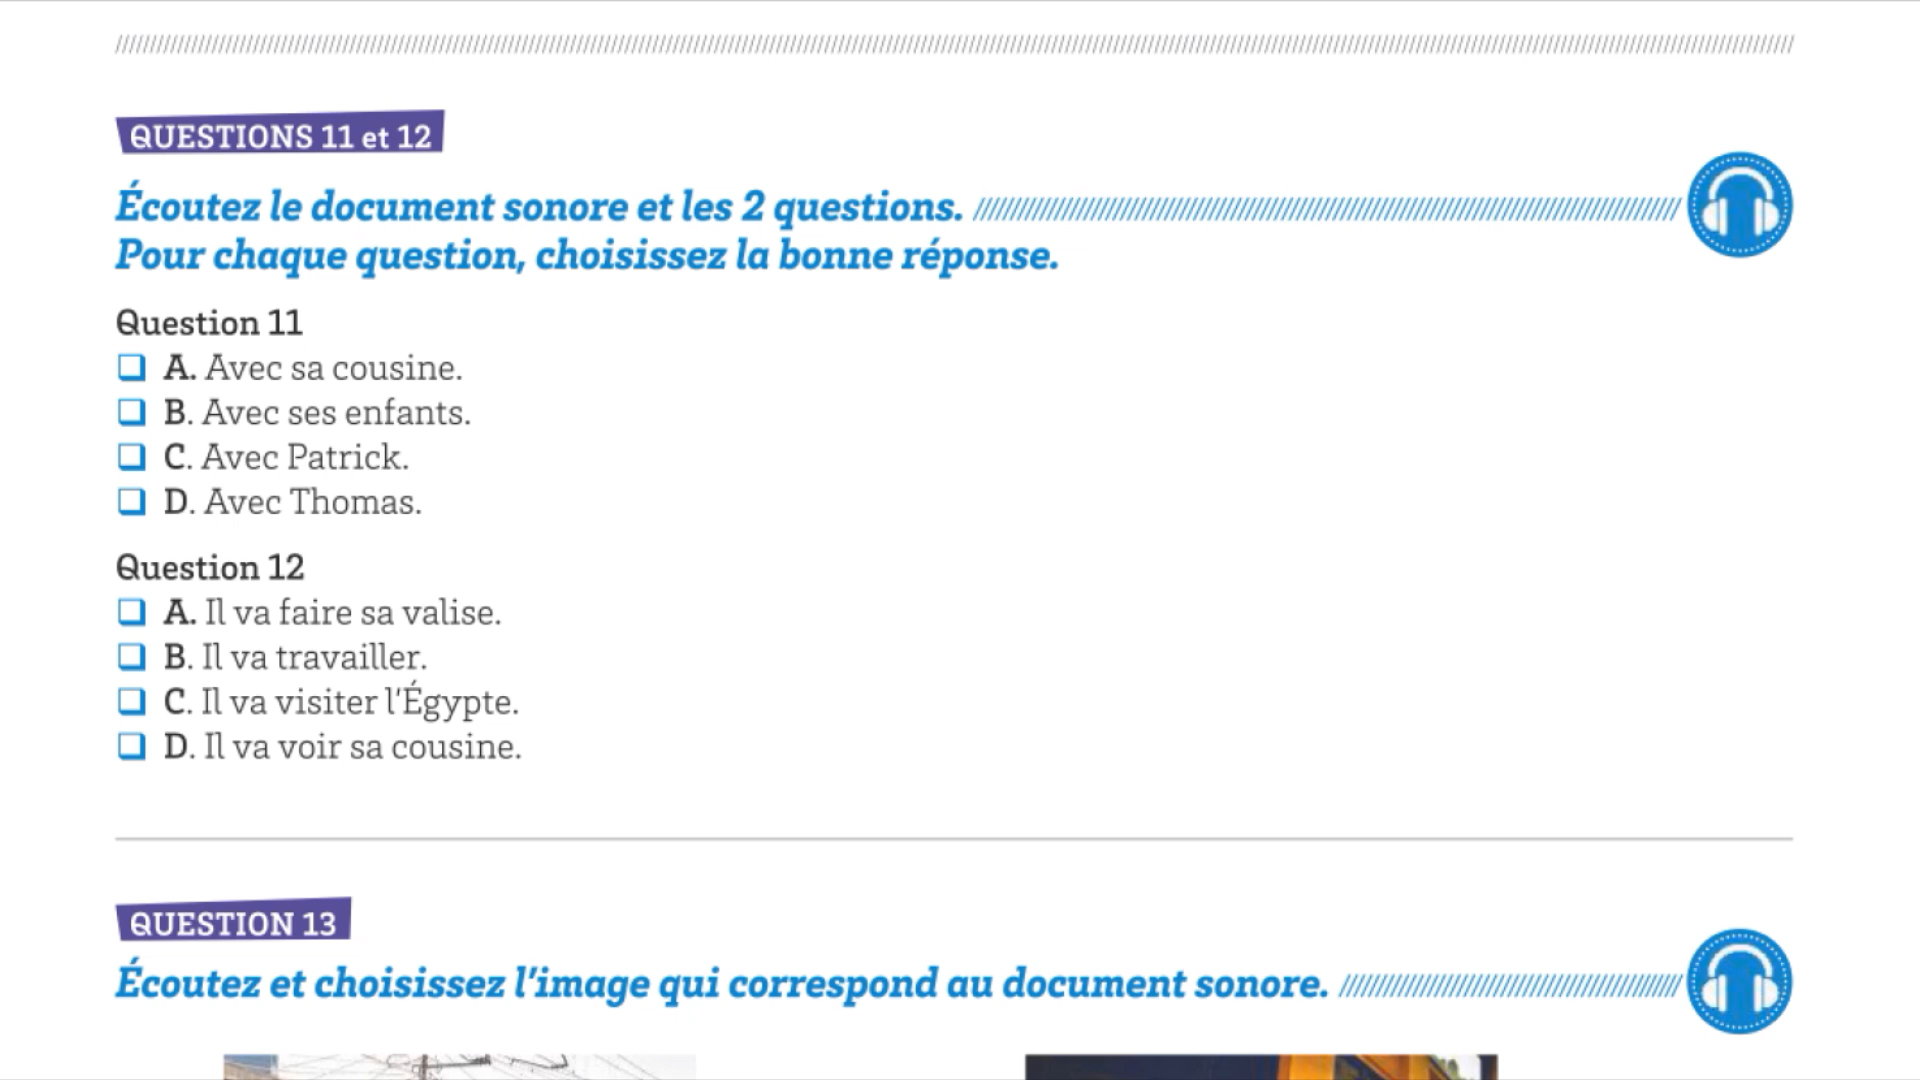 QUESTIONS 11 et 12
Écoutez le document sonore et les 2 questions.
Pour chaque question, choisissez la bonne réponse.
Question 11
A. Avec sa cousine.
B. Avec ses enfants.
C. Avec Patrick.
D. Avec Thomas.
Question 12
A. Il va faire sa valise.
B. Il va travailler.
C. Il va visiter l'Égypte.
D. Il va voir sa cousine.
QUESTION 13
Écoutez et choisissez l'image qui correspond au document sonore.